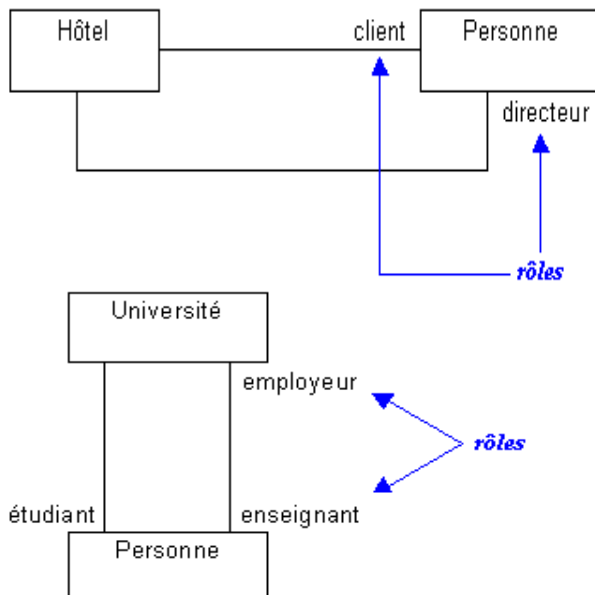 Hôtel
client
Personne
directeur
rôles
Université
employeur
rôles
étudiant
enseignant
Personne